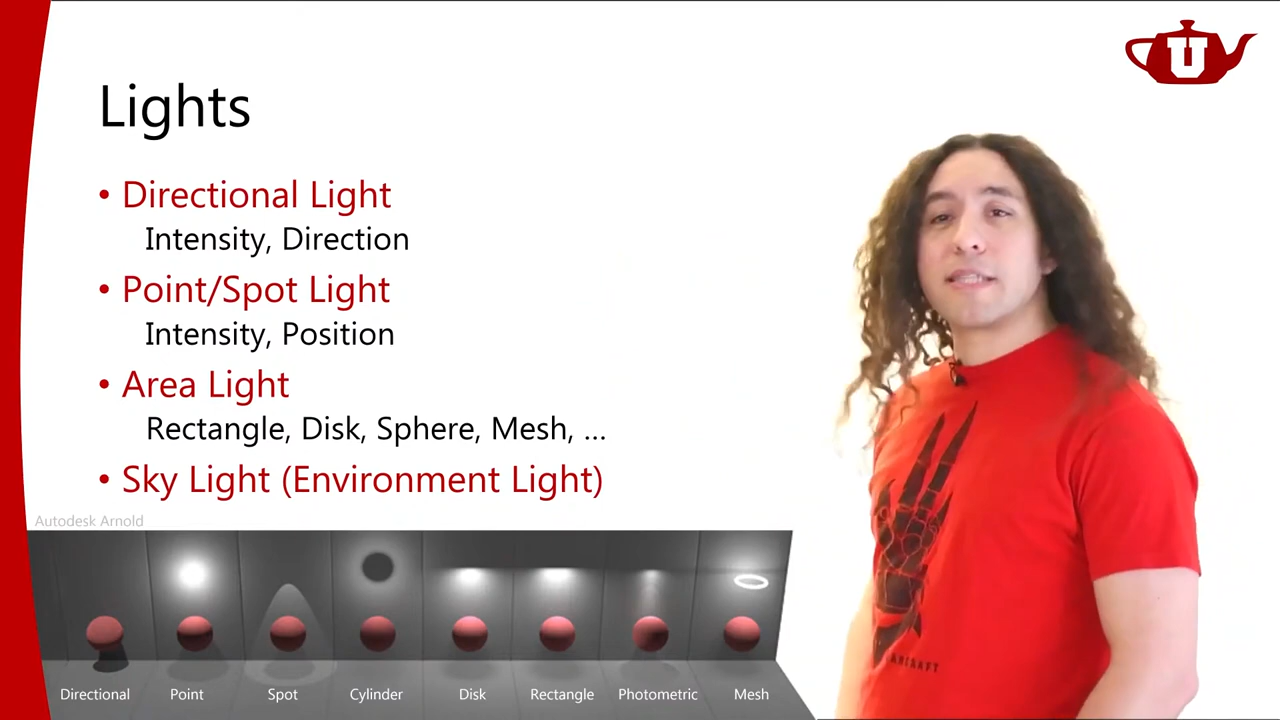 U
Lights
• Directional Light
Intensity, Direction
• Point/Spot Light
Intensity, Position
• Area Light
Rectangle, Disk, Sphere, Mesh, ...
• Sky Light (Environment Light)
Autodesk Arnold
Directional Point Spot Cylinder Disk Rectangle Photometric Mesh